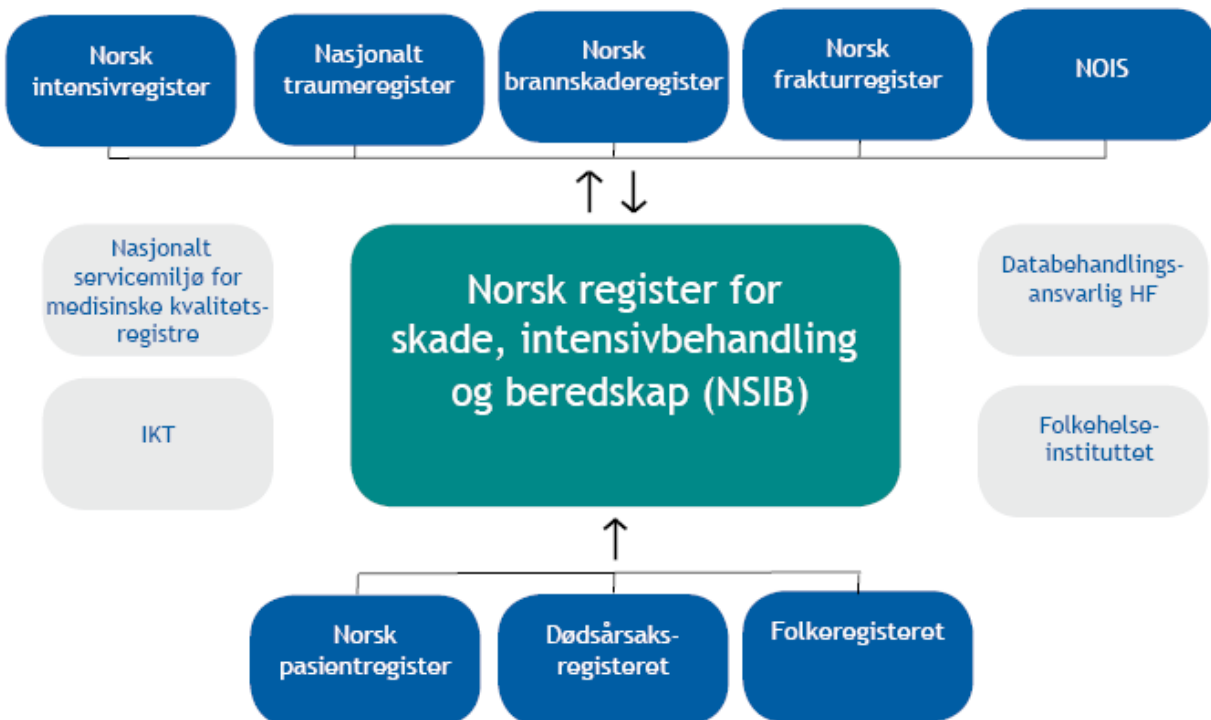 Norsk
intensivregister
Nasjonalt
traumeregister
Norsk
brannskaderegister
Norsk
frakturregister
NOIS
↑ ↓
Nasjonalt
servicemiljø for
medisinske kvalitets-
registre
IKT
Norsk register for
skade, intensivbehandling
og beredskap (NSIB)
Databehandlings-
ansvarlig HF
Folkehelse-
instituttet
↑
Norsk
pasientregister
Dødsårsaks-
registeret
Folkeregisteret